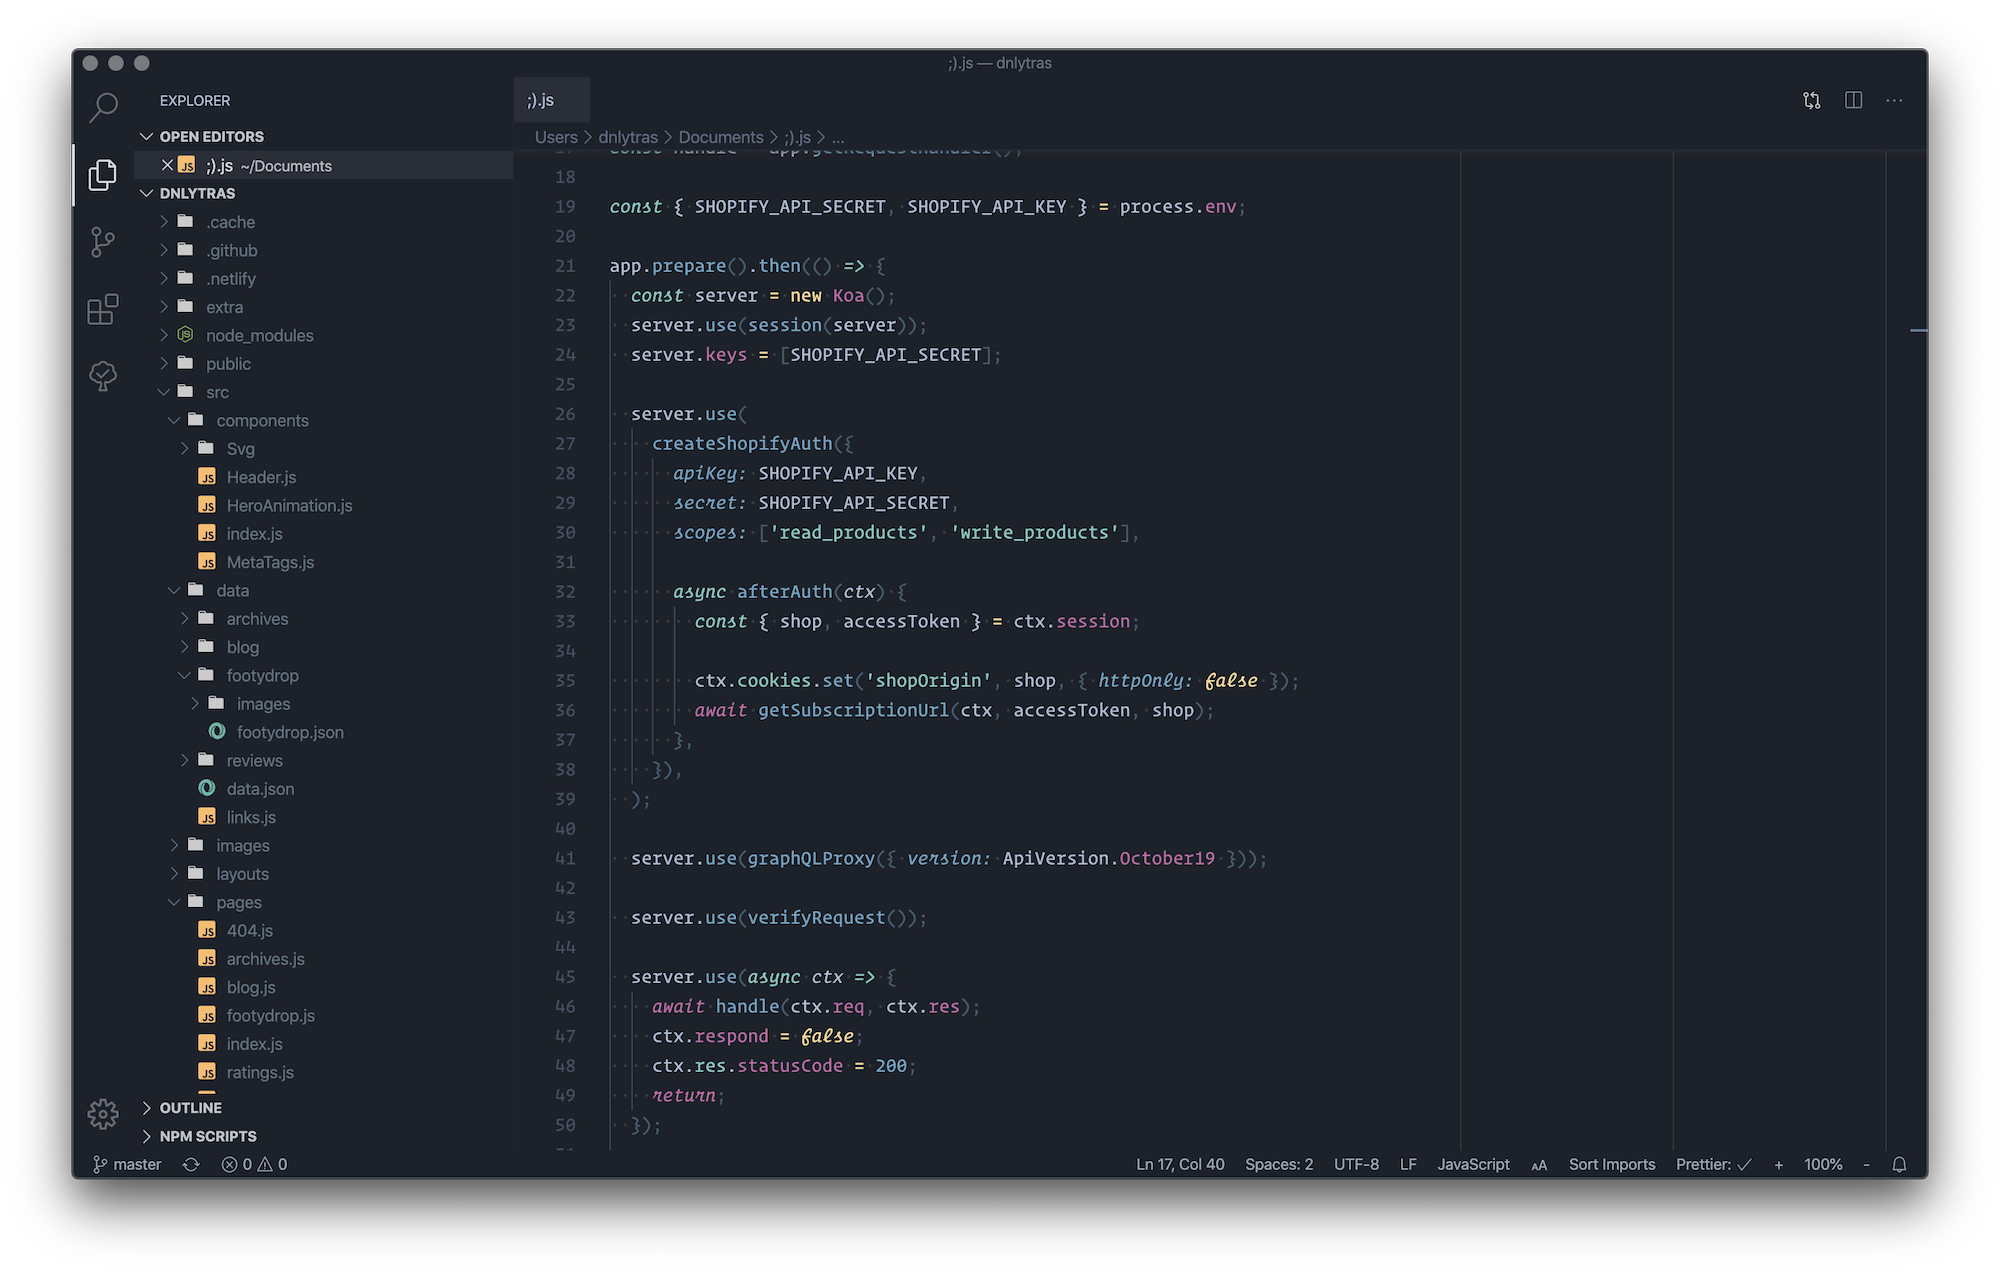 ;).js — dnlytras
EXPLORER
OPEN EDITORS
;).js ~/Documents
DNLYTRAS
.cache
.github
.netlify
extra
node_modules
public
src
components
Svg
Header.js
HeroAnimation.js
index.js
MetaTags.js
data
archives
blog
footydrop
images
footydrop.json
reviews
data.json
links.js
images
layouts
pages
404.js
archives.js
blog.js
footydrop.js
index.js
ratings.js
OUTLINE
NPM SCRIPTS
;).js
Users > dnlytras > Documents > ;).js > ...
17 const handle = app.getRequestHandler();
18
19 const { SHOPIFY_API_SECRET, SHOPIFY_API_KEY } = process.env;
20
21 app.prepare().then(() => {
22 const server = new Koa();
23 server.use(session(server));
24 server.keys = [SHOPIFY_API_SECRET];
25
26 server.use(
27 createShopifyAuth({
28 apiKey: SHOPIFY_API_KEY,
29 secret: SHOPIFY_API_SECRET,
30 scopes: ['read_products', 'write_products'],
31
32 async afterAuth(ctx) {
33 const { shop, accessToken } = ctx.session;
34
35 ctx.cookies.set('shopOrigin', shop, { httpOnly: false });
36 await getSubscriptionUrl(ctx, accessToken, shop);
37 },
38 }),
39 );
40
41 server.use(graphQLProxy({ version: ApiVersion.October19 }));
42
43 server.use(verifyRequest());
44
45 server.use(async ctx => {
46 await handle(ctx.req, ctx.res);
47 ctx.respond = false;
48 ctx.res.statusCode = 200;
49 return;
50 });
master 0 0 Ln 17, Col 40 Spaces: 2 UTF-8 LF JavaScript AA Sort Imports Prettier: ✓ + 100% -